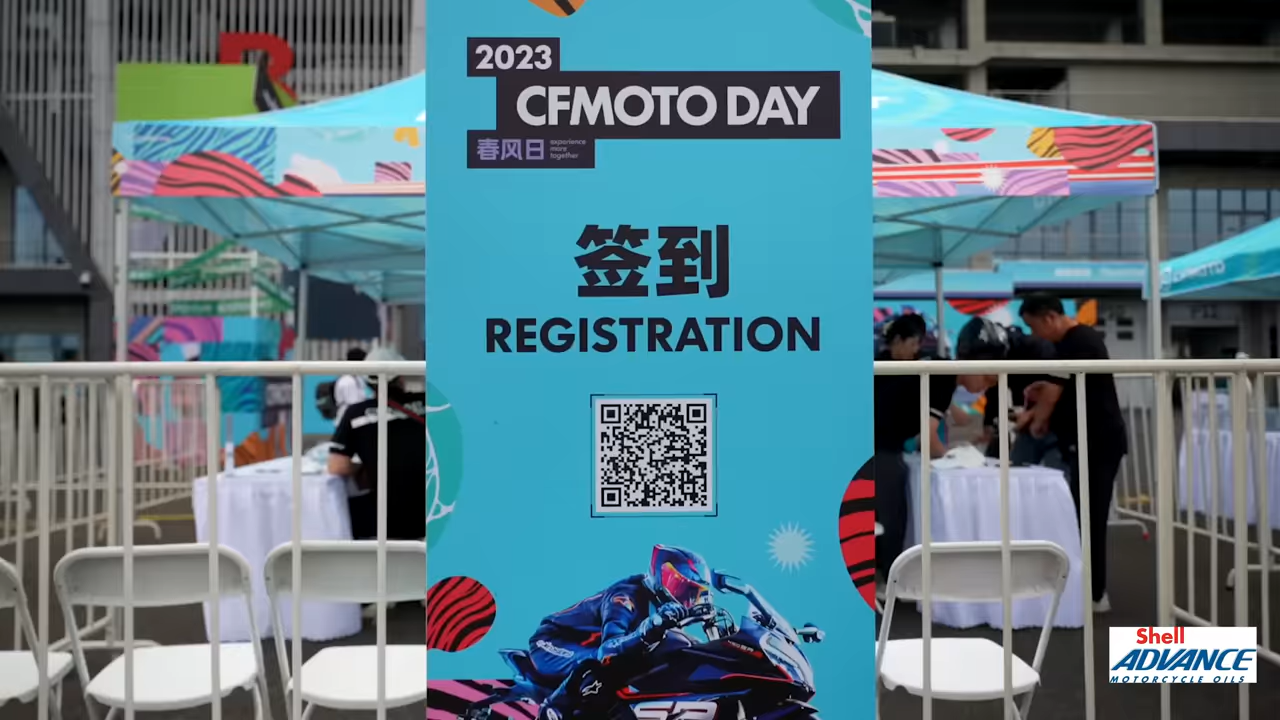 2023
CFMOTO DAY
春风日
experience
more
together
签到
REGISTRATION
Shell
ADVANCE
MOTORCYCLE OILS